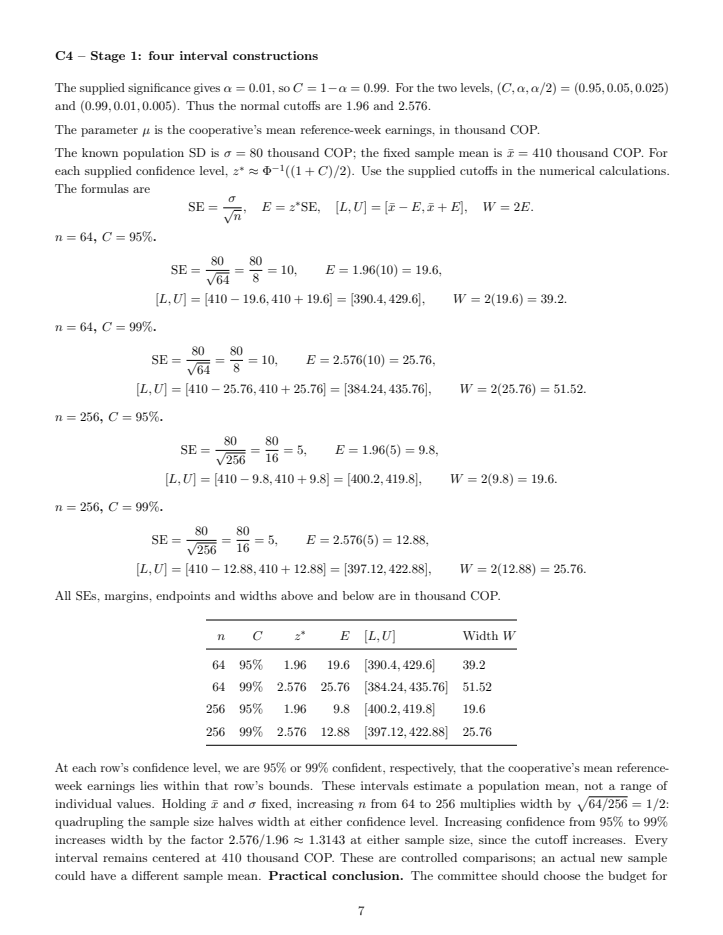 C4 – Stage 1: four interval constructions
The supplied significance gives α = 0.01, so C = 1−α = 0.99. For the two levels, (C, α, α/2) = (0.95, 0.05, 0.025)
and (0.99, 0.01, 0.005). Thus the normal cutoffs are 1.96 and 2.576.
The parameter μ is the cooperative's mean reference-week earnings, in thousand COP.
The known population SD is σ = 80 thousand COP; the fixed sample mean is x̄ = 410 thousand COP. For
each supplied confidence level, z* ≈ Φ⁻¹((1 + C)/2). Use the supplied cutoffs in the numerical calculations.
The formulas are
SE = σ/√n, E = z*SE, [L, U] = [x̄ − E, x̄ + E], W = 2E.
n = 64, C = 95%.
SE = 80/√64 = 80/8 = 10, E = 1.96(10) = 19.6,
[L, U] = [410 − 19.6, 410 + 19.6] = [390.4, 429.6], W = 2(19.6) = 39.2.
n = 64, C = 99%.
SE = 80/√64 = 80/8 = 10, E = 2.576(10) = 25.76,
[L, U] = [410 − 25.76, 410 + 25.76] = [384.24, 435.76], W = 2(25.76) = 51.52.
n = 256, C = 95%.
SE = 80/√256 = 80/16 = 5, E = 1.96(5) = 9.8,
[L, U] = [410 − 9.8, 410 + 9.8] = [400.2, 419.8], W = 2(9.8) = 19.6.
n = 256, C = 99%.
SE = 80/√256 = 80/16 = 5, E = 2.576(5) = 12.88,
[L, U] = [410 − 12.88, 410 + 12.88] = [397.12, 422.88], W = 2(12.88) = 25.76.
All SEs, margins, endpoints and widths above and below are in thousand COP.
n C z* E [L, U] Width W
64 95% 1.96 19.6 [390.4, 429.6] 39.2
64 99% 2.576 25.76 [384.24, 435.76] 51.52
256 95% 1.96 9.8 [400.2, 419.8] 19.6
256 99% 2.576 12.88 [397.12, 422.88] 25.76
At each row's confidence level, we are 95% or 99% confident, respectively, that the cooperative's mean reference-
week earnings lies within that row's bounds. These intervals estimate a population mean, not a range of
individual values. Holding x̄ and σ fixed, increasing n from 64 to 256 multiplies width by √(64/256) = 1/2:
quadrupling the sample size halves width at either confidence level. Increasing confidence from 95% to 99%
increases width by the factor 2.576/1.96 ≈ 1.3143 at either sample size, since the cutoff increases. Every
interval remains centered at 410 thousand COP. These are controlled comparisons; an actual new sample
could have a different sample mean. Practical conclusion. The committee should choose the budget for
7